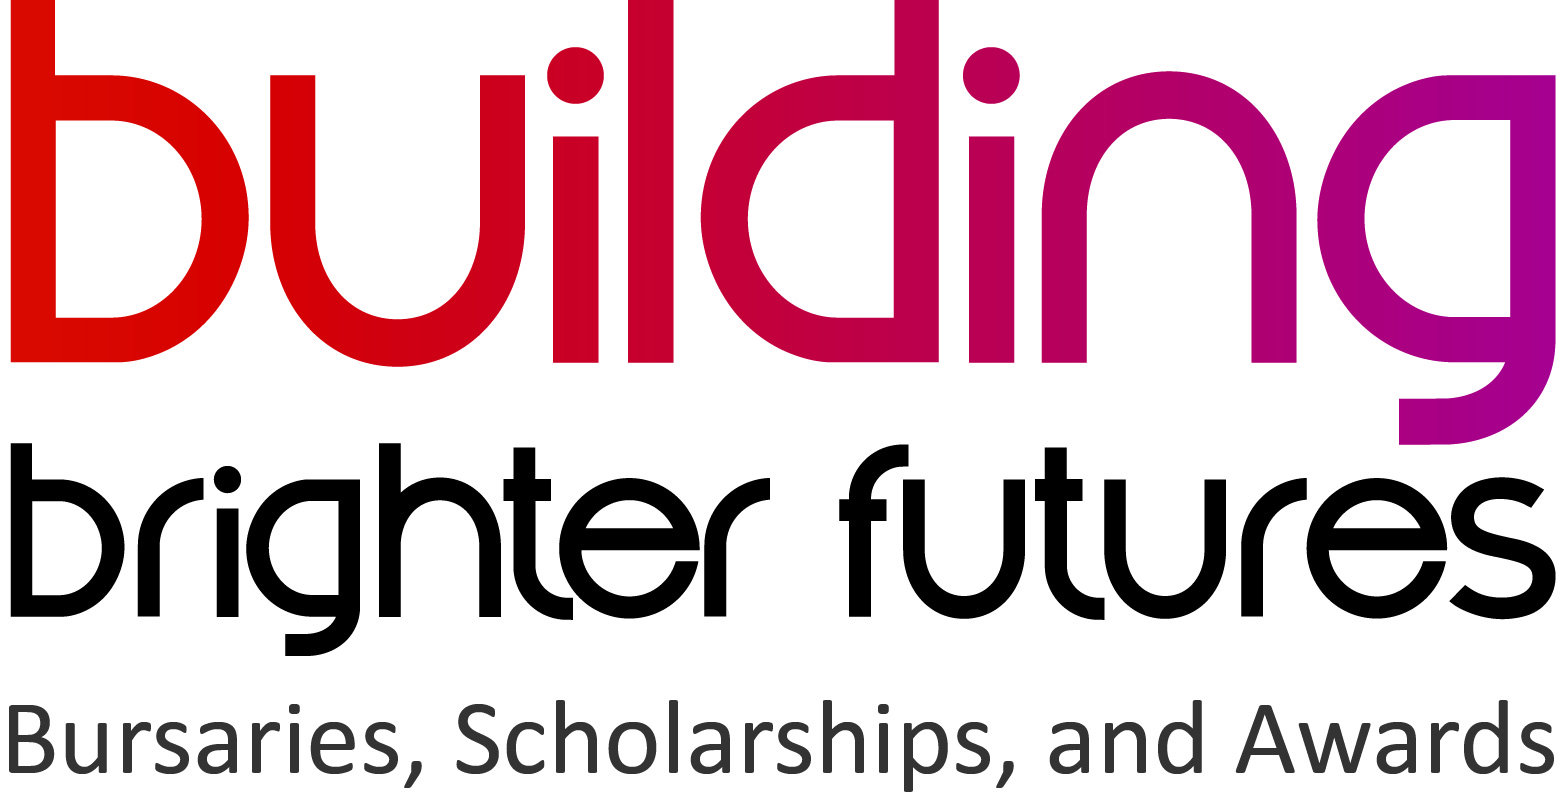 building
brighter futures
Bursaries, Scholarships, and Awards